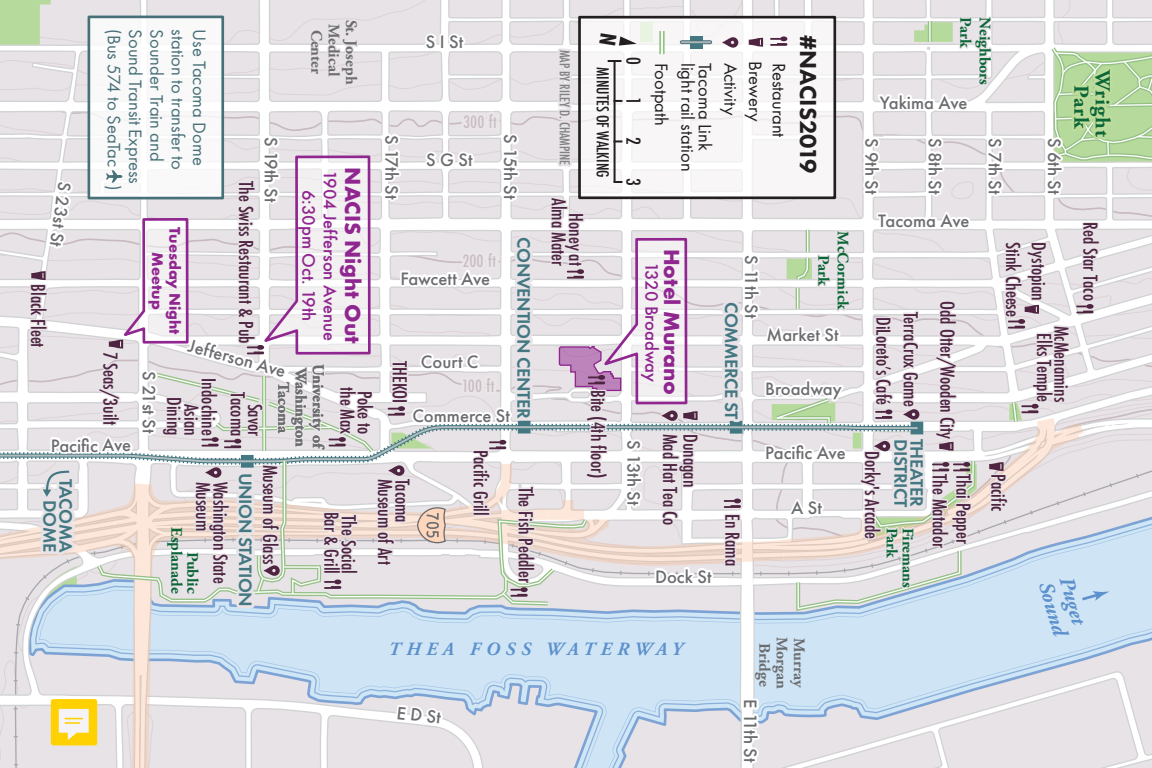 #NACIS2019
Restaurant
Brewery
Activity
Tacoma Link
light rail station
Footpath
N
0 1 2 3
MINUTES OF WALKING
MAP BY RILEY D. CHAMPINE
Use Tacoma Dome
station to transfer to
Sounder Train and
Sound Transit Express
(Bus 574 to SeaTac ✈)
St. Joseph
Medical
Center
Neighbors
Park
Wright
Park
McCormick
Park
Firemans
Park
Public
Esplanade
NACIS Night Out
1904 Jefferson Avenue
6:30pm Oct. 19th
Tuesday Night
Meetup
Hotel Murano
1320 Broadway
S I St
Yakima Ave
S G St
Tacoma Ave
Fawcett Ave
Market St
Court C
Broadway
Commerce St
Pacific Ave
Pacific Ave
A St
Dock St
E D St
Jefferson Ave
S 6th St
S 7th St
S 8th St
S 9th St
S 11th St
E 11th St
S 13th St
S 15th St
S 17th St
S 19th St
S 21st St
S 23st St
300 ft
200 ft
100 ft
705
Red Star Taco
Dystopian
Stink Cheese
McMenamins
Elks Temple
Odd Otter/Wooden City
TerraCrux Game
DiLoreto's Café
Pacific
Thai Pepper
The Matador
Dorky's Arcade
En Rama
Dunagan
Mad Hat Tea Co
Bite (4th floor)
Honey at
Alma Mater
Pacific Grill
The Fish Peddler
THEKOI
Poke to
the Max
Tacoma
Museum of Art
The Social
Bar & Grill
Museum of Glass
Washington State
Museum
University of
Washington
Tacoma
Savor
Tacoma
Indochine
Asian
Dining
The Swiss Restaurant & Pub
7 Seas/3uilt
Black Fleet
THEATER
DISTRICT
COMMERCE ST
CONVENTION CENTER
UNION STATION
TACOMA
DOME
THEA FOSS WATERWAY
Murray
Morgan
Bridge
Puget
Sound